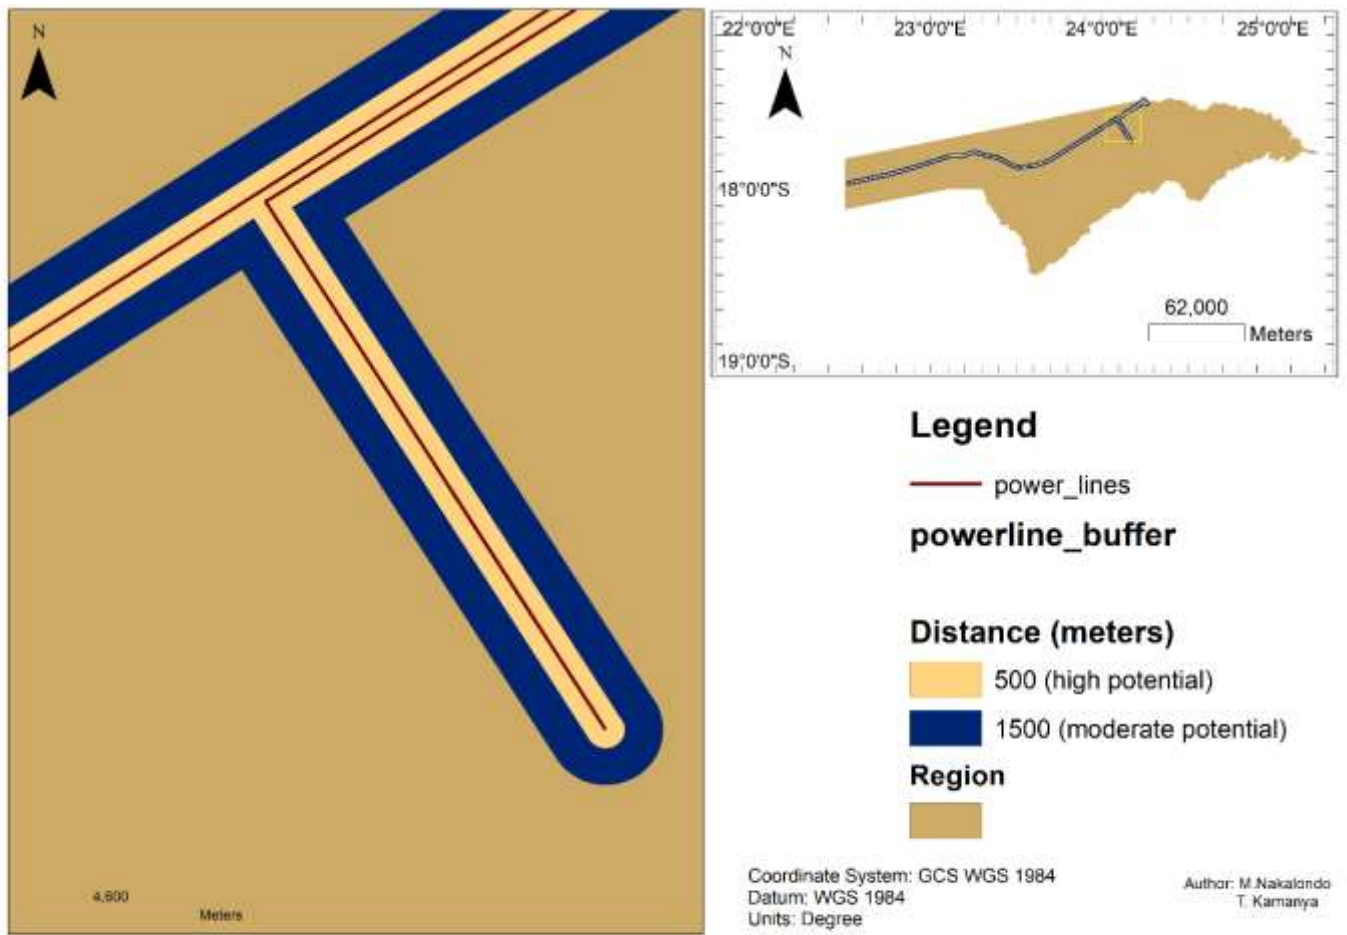 N
4,600
Meters
22°0'0"E 23°0'0"E 24°0'0"E 25°0'0"E
N
18°0'0"S
62,000
Meters
19°0'0"S
Legend
power_lines
powerline_buffer
Distance (meters)
500 (high potential)
1500 (moderate potential)
Region
Coordinate System: GCS WGS 1984
Datum: WGS 1984
Units: Degree
Author: M.Nakalondo
T. Kamanya